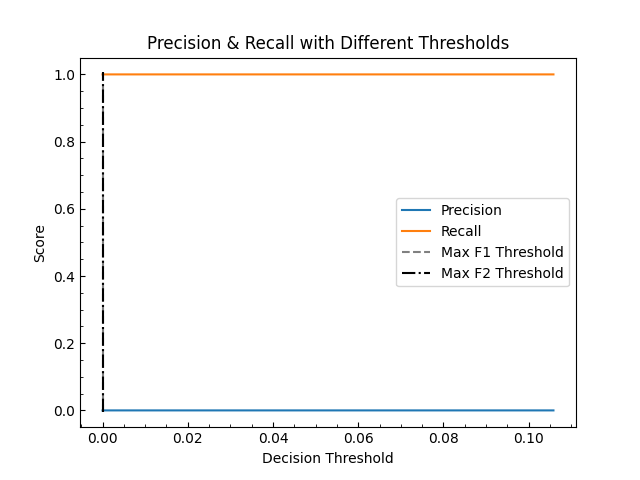 Precision & Recall with Different Thresholds
1.0
0.8
0.6
0.4
0.2
0.0
Score
Precision
Recall
Max F1 Threshold
Max F2 Threshold
0.00 0.02 0.04 0.06 0.08 0.10
Decision Threshold